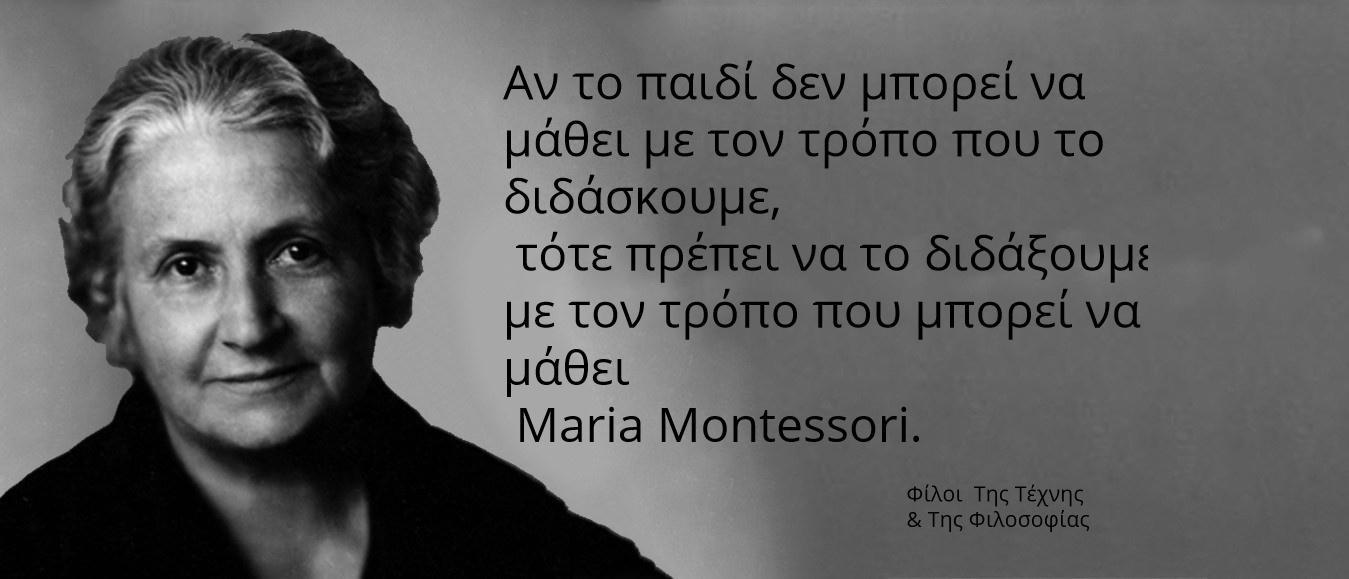 Αν το παιδί δεν μπορεί να
μάθει με τον τρόπο που το
διδάσκουμε,
τότε πρέπει να το διδάξουμε
με τον τρόπο που μπορεί να
μάθει
Maria Montessori.
Φίλοι Της Τέχνης
& Της Φιλοσοφίας